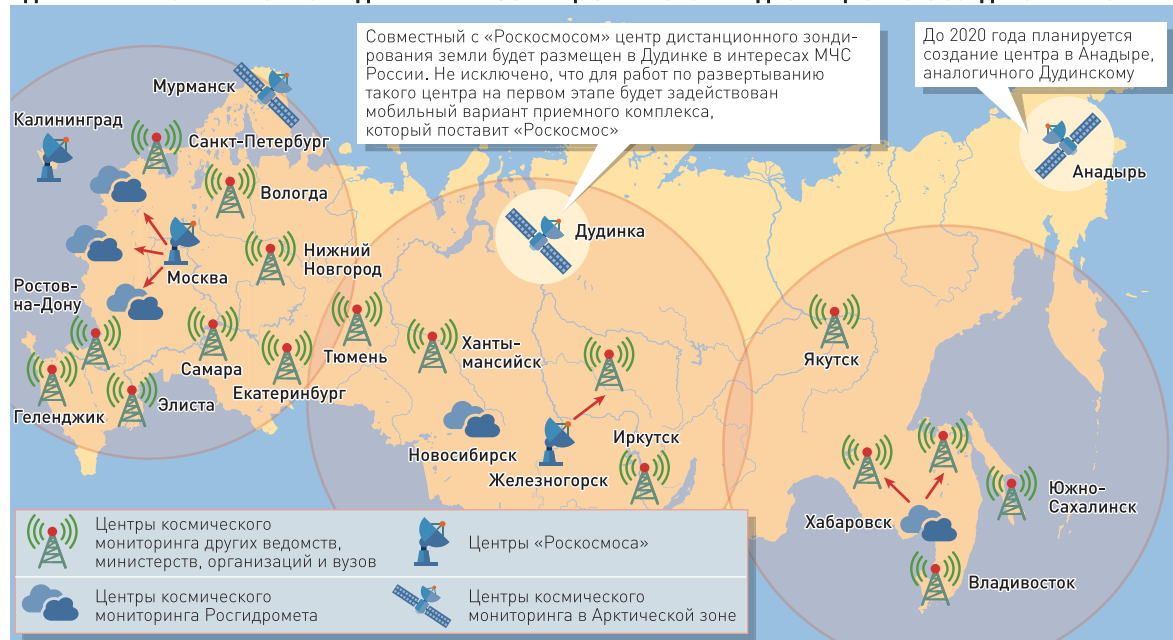 Совместный с «Роскосмосом» центр дистанционного зонди-
рования земли будет размещен в Дудинке в интересах МЧС
России. Не исключено, что для работ по развертыванию
такого центра на первом этапе будет задействован
мобильный вариант приемного комплекса,
который поставит «Роскосмос»
До 2020 года планируется
создание центра в Анадыре,
аналогичного Дудинскому
Мурманск
Калининград
Санкт-Петербург
Вологда
Анадырь
Дудинка
Нижний
Новгород
Москва
Ростов-
на-Дону
Тюмень
Ханты-
мансийск
Якутск
Самара
Екатеринбург
Элиста
Геленджик
Новосибирск
Иркутск
Железногорск
Южно-
Сахалинск
Хабаровск
Владивосток
Центры космического
мониторинга других ведомств,
министерств, организаций и вузов
Центры «Роскосмоса»
Центры космического
мониторинга Росгидромета
Центры космического
мониторинга в Арктической зоне